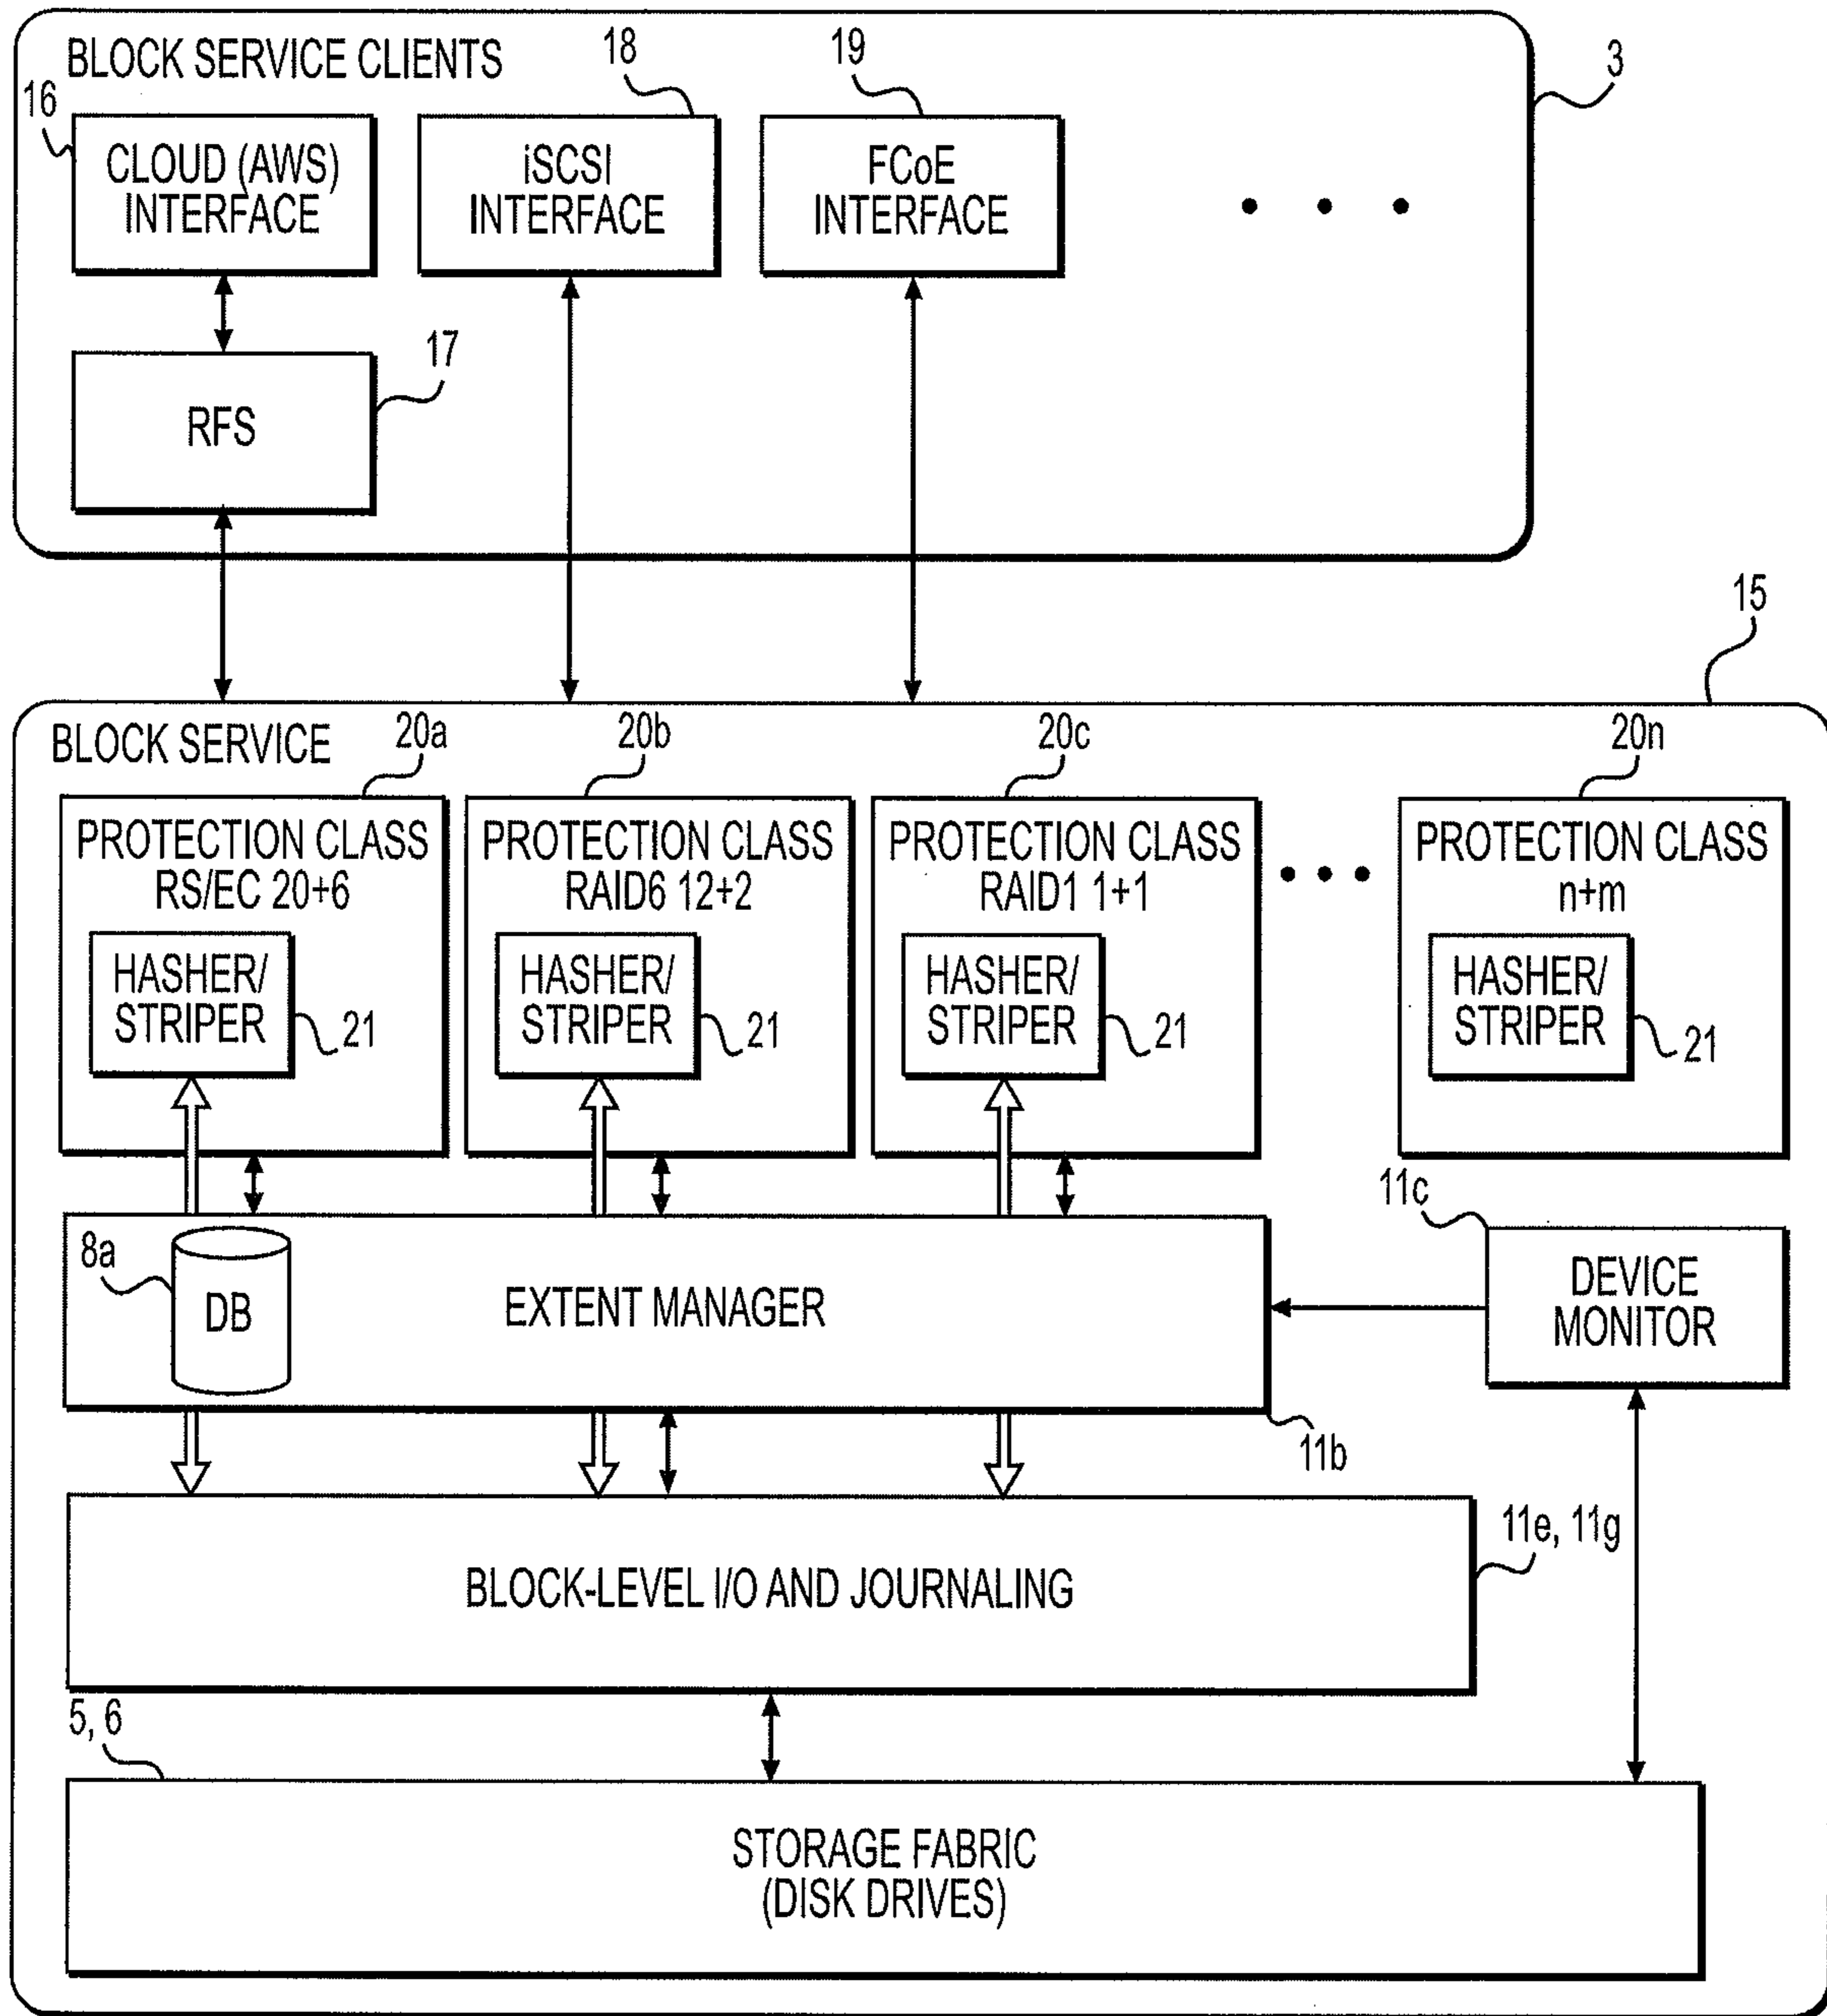 BLOCK SERVICE CLIENTS
18
19
3
16
CLOUD (AWS)
INTERFACE
iSCSI
INTERFACE
FCoE
INTERFACE
• • •
17
RFS
15
BLOCK SERVICE
20a
20b
20c
20n
PROTECTION CLASS
RS/EC 20+6
HASHER/
STRIPER
21
PROTECTION CLASS
RAID6 12+2
HASHER/
STRIPER
21
PROTECTION CLASS
RAID1 1+1
HASHER/
STRIPER
21
• • •
PROTECTION CLASS
n+m
HASHER/
STRIPER
21
11c
8a
DB
EXTENT MANAGER
DEVICE
MONITOR
11b
11e, 11g
BLOCK-LEVEL I/O AND JOURNALING
5, 6
STORAGE FABRIC
(DISK DRIVES)